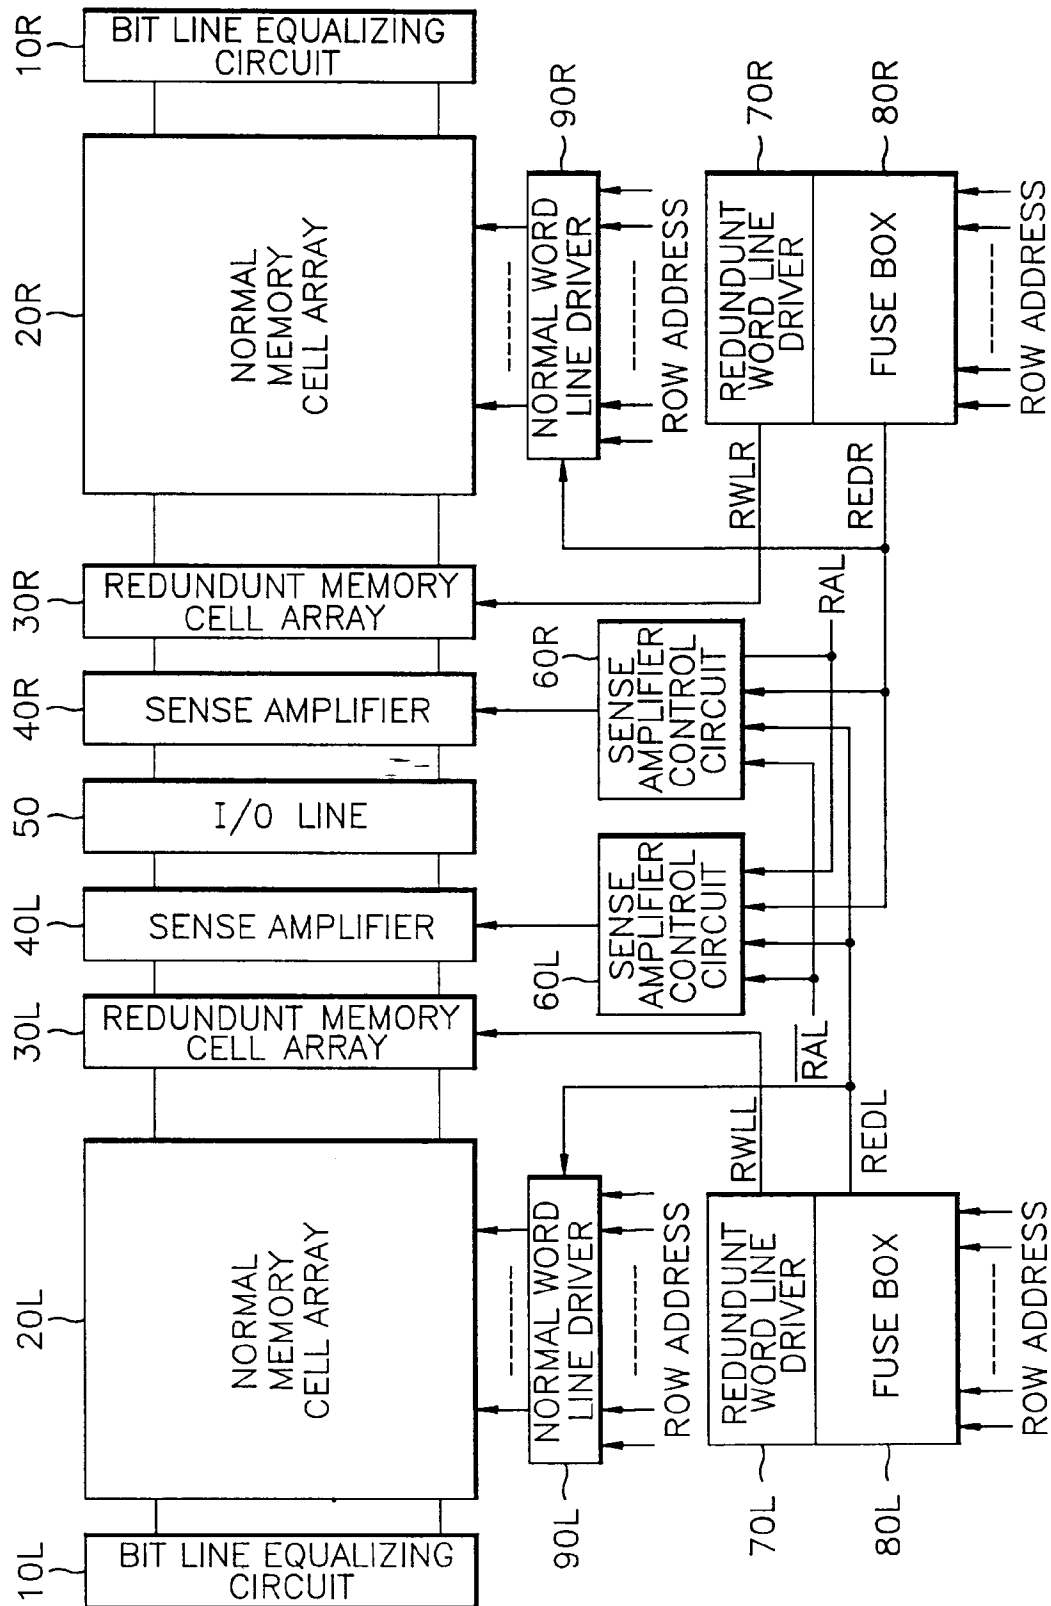 10R
BIT LINE EQUALIZING
CIRCUIT
20R
NORMAL
MEMORY
CELL ARRAY
30R
REDUNDUNT MEMORY
CELL ARRAY
40R
SENSE AMPLIFIER
50
I/O LINE
40L
SENSE AMPLIFIER
30L
REDUNDUNT MEMORY
CELL ARRAY
20L
NORMAL
MEMORY
CELL ARRAY
10L
BIT LINE EQUALIZING
CIRCUIT
90R
NORMAL WORD
LINE DRIVER
ROW ADDRESS
70R
REDUNDUNT
WORD LINE
DRIVER
80R
FUSE BOX
ROW ADDRESS
RWLR
REDR
RAL
60R
SENSE
AMPLIFIER
CONTROL
CIRCUIT
60L
SENSE
AMPLIFIER
CONTROL
CIRCUIT
R̅A̅L̅
RWLL
REDL
90L
NORMAL WORD
LINE DRIVER
ROW ADDRESS
70L
REDUNDUNT
WORD LINE
DRIVER
80L
FUSE BOX
ROW ADDRESS